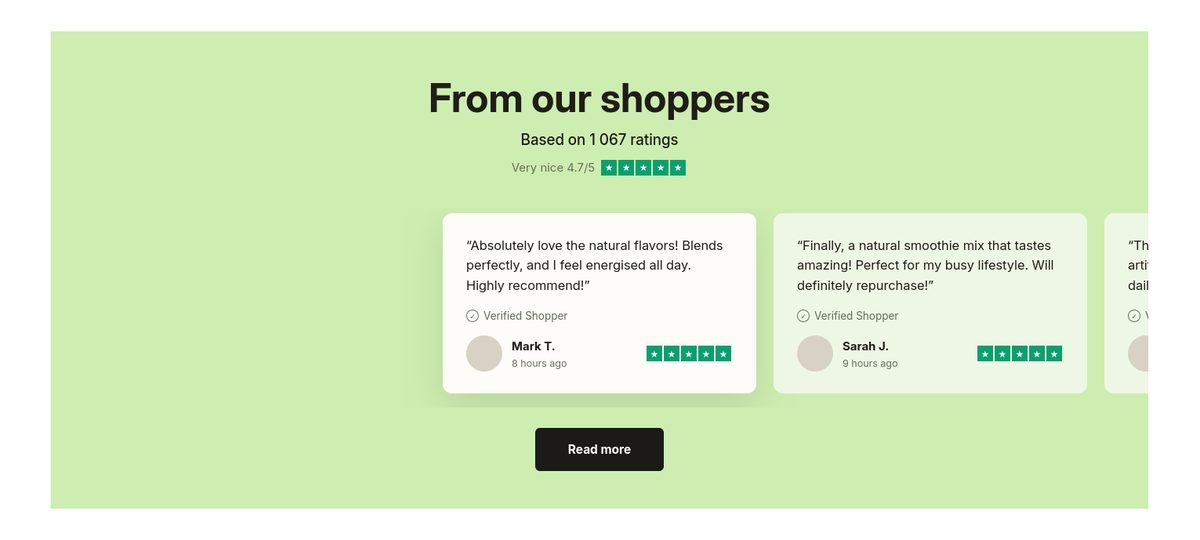 From our shoppers
Based on 1 067 ratings
Very nice 4.7/5
“Absolutely love the natural flavors! Blends
perfectly, and I feel energised all day.
Highly recommend!”
Verified Shopper
Mark T.
8 hours ago
“Finally, a natural smoothie mix that tastes
amazing! Perfect for my busy lifestyle. Will
definitely repurchase!”
Verified Shopper
Sarah J.
9 hours ago
Read more